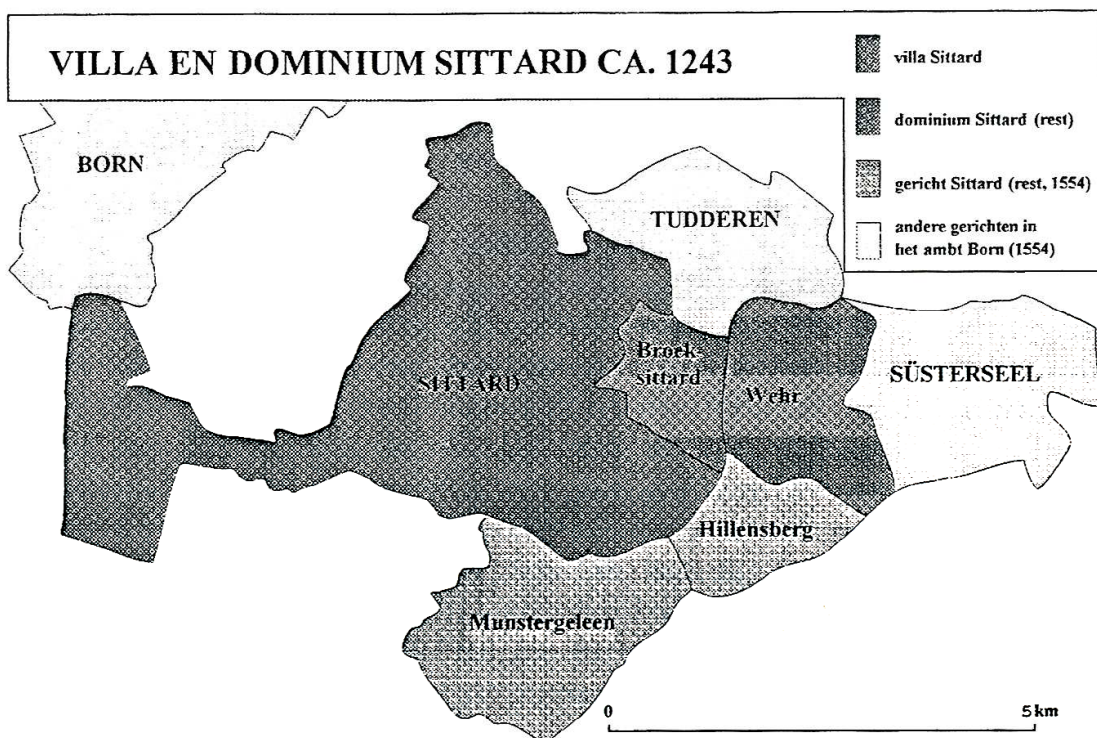 VILLA EN DOMINIUM SITTARD CA. 1243
villa Sittard
dominium Sittard (rest)
gericht Sittard (rest, 1554)
andere gerichten in
het ambt Born (1554)
BORN
TUDDEREN
SITTARD
Broek-
sittard
Wehr
SÜSTERSEEL
Hillensberg
Munstergeleen
0
5 km